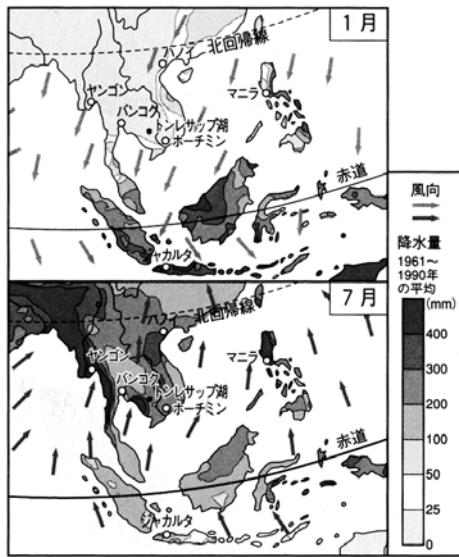 1月
ハノイ
北回帰線
ヤンゴン
バンコク
マニラ
トンレサップ湖
ホーチミン
赤道
ジャカルタ
7月
ハノイ
北回帰線
ヤンゴン
マニラ
バンコク
トンレサップ湖
ホーチミン
赤道
ジャカルタ
風向
降水量
1961～
1990年
の平均
(mm)
400
300
200
100
50
25
0